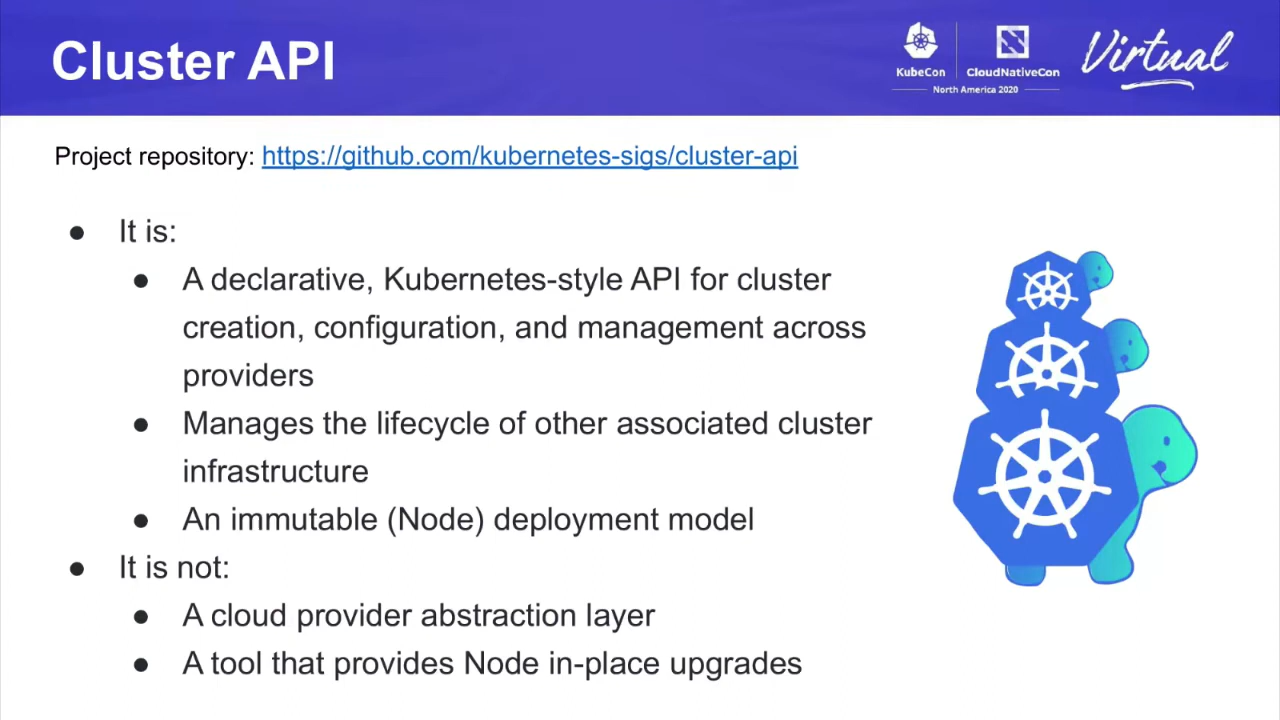 Cluster API
KubeCon
CloudNativeCon
North America 2020
Virtual
Project repository: https://github.com/kubernetes-sigs/cluster-api
● It is:
● A declarative, Kubernetes-style API for cluster
creation, configuration, and management across
providers
● Manages the lifecycle of other associated cluster
infrastructure
● An immutable (Node) deployment model
● It is not:
● A cloud provider abstraction layer
● A tool that provides Node in-place upgrades